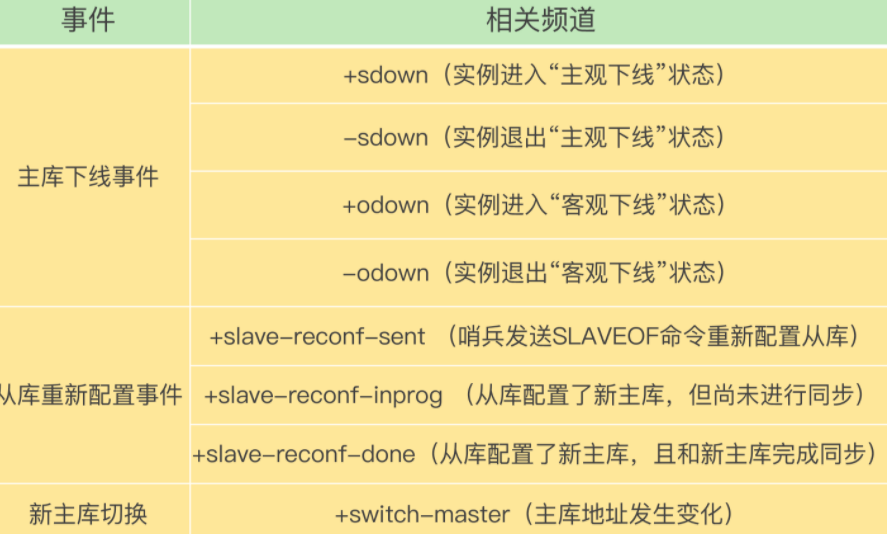 事件
相关频道
主库下线事件
+sdown（实例进入“主观下线”状态）
–sdown（实例退出“主观下线”状态）
+odown（实例进入“客观下线”状态）
–odown（实例退出“客观下线”状态）
从库重新配置事件
+slave–reconf–sent （哨兵发送SLAVEOF命令重新配置从库）
+slave–reconf–inprog （从库配置了新主库，但尚未进行同步）
+slave–reconf–done（从库配置了新主库，且和新主库完成同步）
新主库切换
+switch–master（主库地址发生变化）